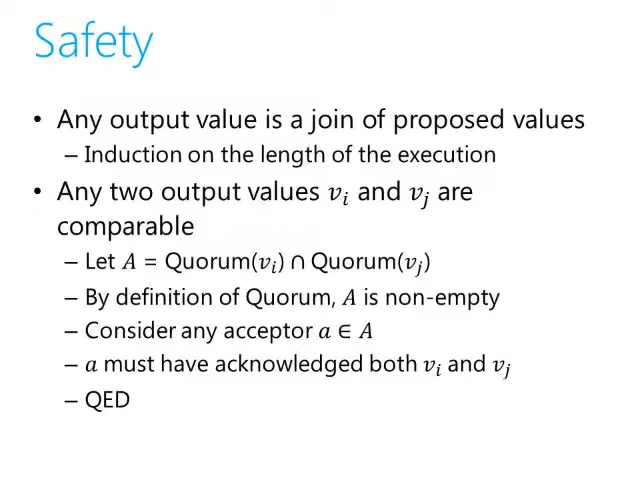 Safety
• Any output value is a join of proposed values
– Induction on the length of the execution
• Any two output values 𝑣ᵢ and 𝑣ⱼ are
comparable
– Let 𝐴 = Quorum(𝑣ᵢ) ∩ Quorum(𝑣ⱼ)
– By definition of Quorum, 𝐴 is non-empty
– Consider any acceptor 𝑎 ∈ 𝐴
– 𝑎 must have acknowledged both 𝑣ᵢ and 𝑣ⱼ
– QED